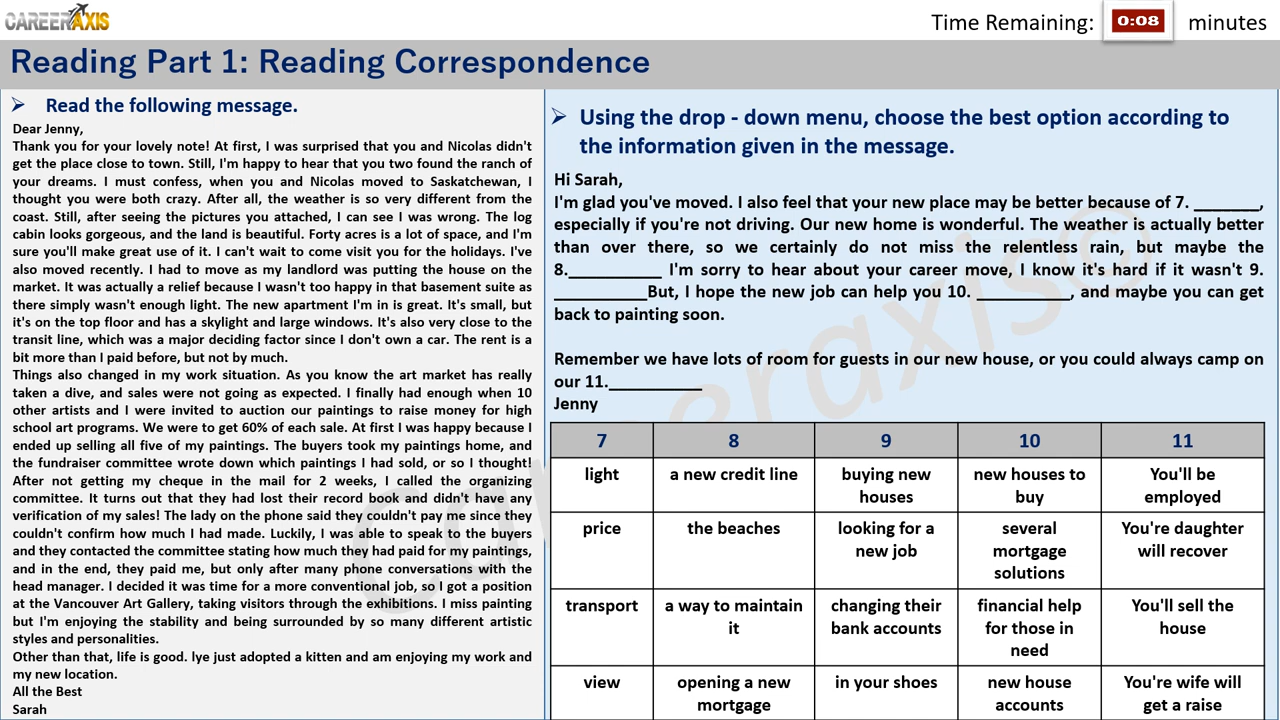 CAREERAXIS
Time Remaining: 0:08 minutes
Reading Part 1: Reading Correspondence
➢ Read the following message.
Dear Jenny,
Thank you for your lovely note! At first, I was surprised that you and Nicolas didn't
get the place close to town. Still, I'm happy to hear that you two found the ranch of
your dreams. I must confess, when you and Nicolas moved to Saskatchewan, I
thought you were both crazy. After all, the weather is so very different from the
coast. Still, after seeing the pictures you attached, I can see I was wrong. The log
cabin looks gorgeous, and the land is beautiful. Forty acres is a lot of space, and I'm
sure you'll make great use of it. I can't wait to come visit you for the holidays. I've
also moved recently. I had to move as my landlord was putting the house on the
market. It was actually a relief because I wasn't too happy in that basement suite as
there simply wasn't enough light. The new apartment I'm in is great. It's small, but
it's on the top floor and has a skylight and large windows. It's also very close to the
transit line, which was a major deciding factor since I don't own a car. The rent is a
bit more than I paid before, but not by much.
Things also changed in my work situation. As you know the art market has really
taken a dive, and sales were not going as expected. I finally had enough when 10
other artists and I were invited to auction our paintings to raise money for high
school art programs. We were to get 60% of each sale. At first I was happy because I
ended up selling all five of my paintings. The buyers took my paintings home, and
the fundraiser committee wrote down which paintings I had sold, or so I thought!
After not getting my cheque in the mail for 2 weeks, I called the organizing
committee. It turns out that they had lost their record book and didn't have any
verification of my sales! The lady on the phone said they couldn't pay me since they
couldn't confirm how much I had made. Luckily, I was able to speak to the buyers
and they contacted the committee stating how much they had paid for my paintings,
and in the end, they paid me, but only after many phone conversations with the
head manager. I decided it was time for a more conventional job, so I got a position
at the Vancouver Art Gallery, taking visitors through the exhibitions. I miss painting
but I'm enjoying the stability and being surrounded by so many different artistic
styles and personalities.
Other than that, life is good. lye just adopted a kitten and am enjoying my work and
my new location.
All the Best
Sarah
➢ Using the drop - down menu, choose the best option according to
the information given in the message.
Hi Sarah,
I'm glad you've moved. I also feel that your new place may be better because of 7. _______,
especially if you're not driving. Our new home is wonderful. The weather is actually better
than over there, so we certainly do not miss the relentless rain, but maybe the
8.__________ I'm sorry to hear about your career move, I know it's hard if it wasn't 9.
__________But, I hope the new job can help you 10. __________, and maybe you can get
back to painting soon.
Remember we have lots of room for guests in our new house, or you could always camp on
our 11.__________
Jenny
7 8 9 10 11
light a new credit line buying new houses new houses to buy You'll be employed
price the beaches looking for a new job several mortgage solutions You're daughter will recover
transport a way to maintain it changing their bank accounts financial help for those in need You'll sell the house
view opening a new mortgage in your shoes new house accounts You're wife will get a raise
Careeraxis©